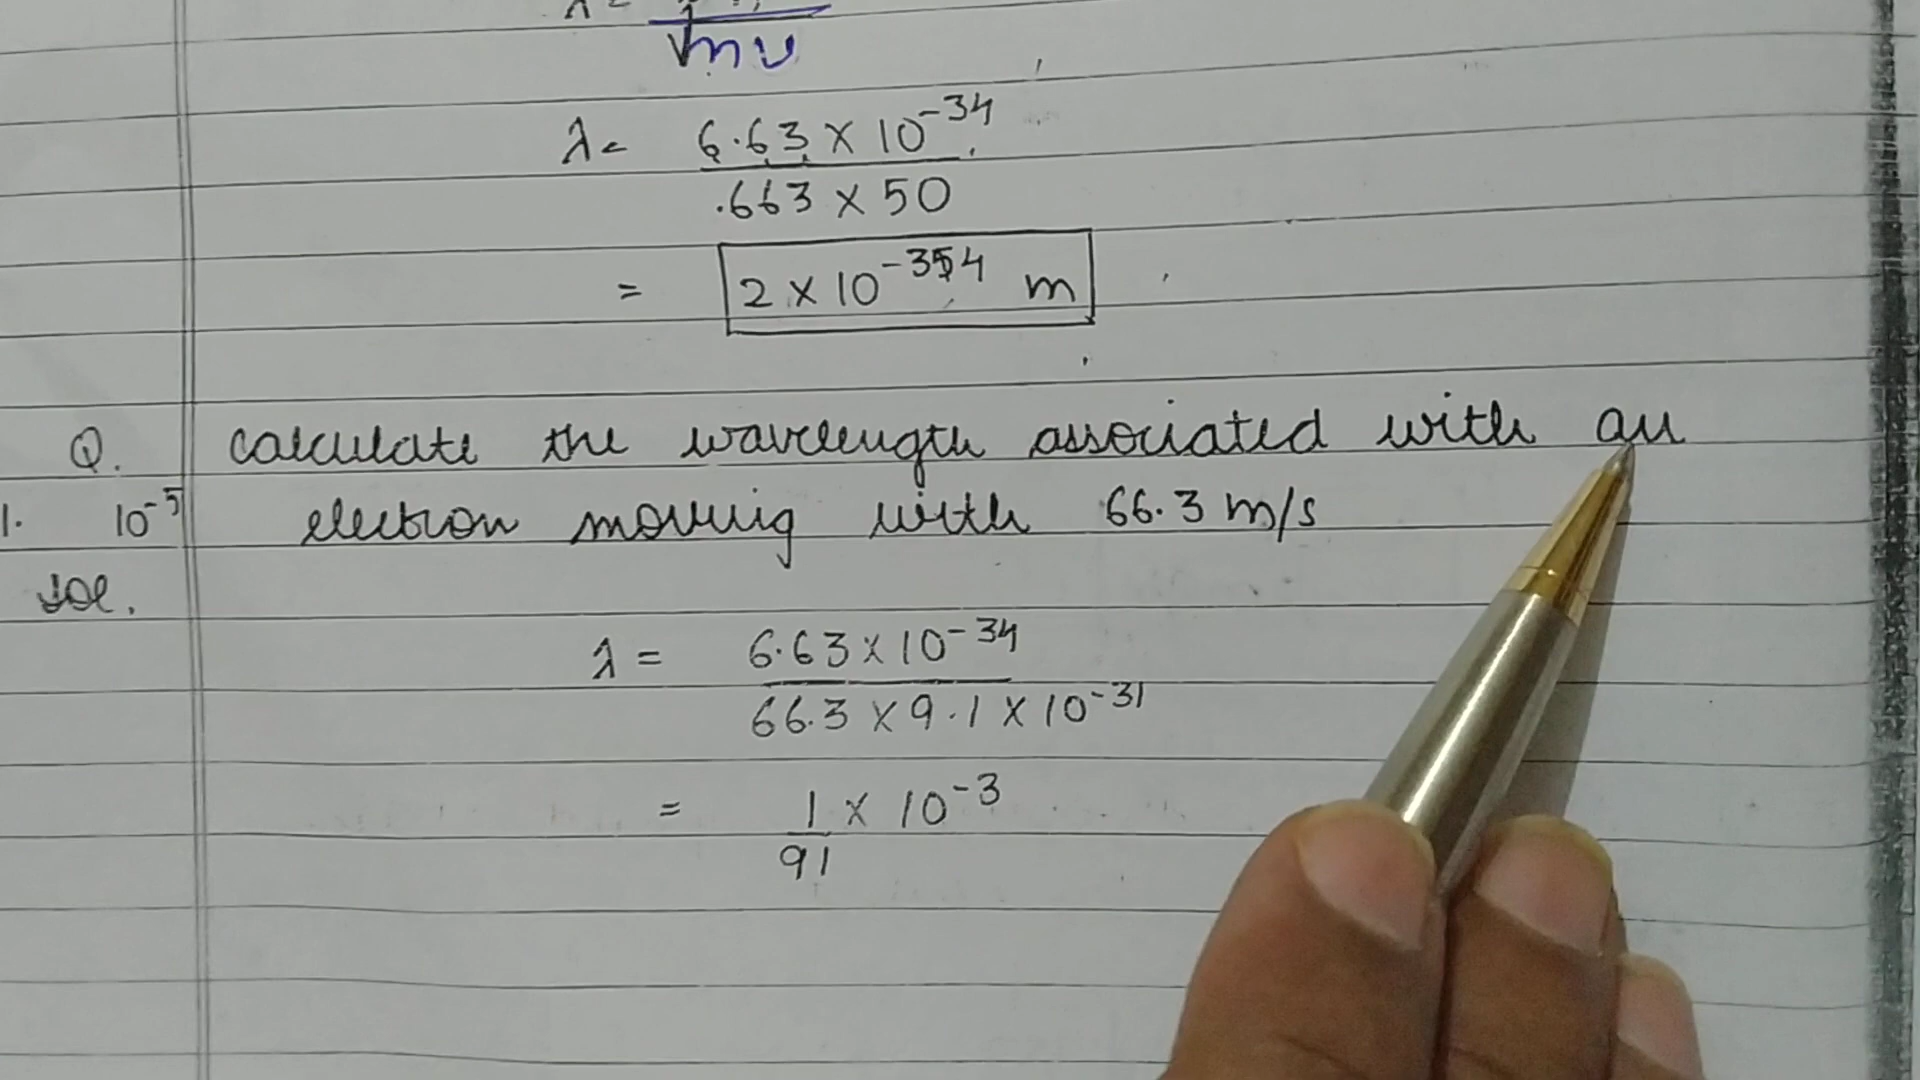 mv
λ = 6.63 × 10⁻³⁴
.663 × 50
= 2 × 10⁻³⁴ m
Q. calculate the wavelength associated with an
1. 10⁻⁵ electron moving with 66.3 m/s
Sol.
λ = 6.63 × 10⁻³⁴
66.3 × 9.1 × 10⁻³¹
= 1 × 10⁻³
91